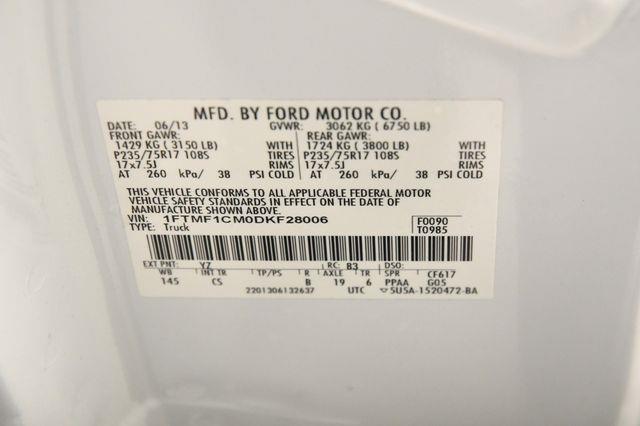 MFD. BY FORD MOTOR CO.
DATE: 06/13 GVWR: 3062 KG ( 6750 LB)
FRONT GAWR: REAR GAWR:
1429 KG ( 3150 LB) WITH 1724 KG ( 3800 LB) WITH
P235/75R17 108S TIRES P235/75R17 108S TIRES
17x7.5J RIMS 17x7.5J RIMS
AT 260 kPa/ 38 PSI COLD AT 260 kPa/ 38 PSI COLD
THIS VEHICLE CONFORMS TO ALL APPLICABLE FEDERAL MOTOR
VEHICLE SAFETY STANDARDS IN EFFECT ON THE DATE OF
MANUFACTURE SHOWN ABOVE.
VIN: 1FTMF1CM0DKF28006 F0090
TYPE: Truck T0985
EXT PNT: YZ RC: B3 DSO:
WB INT TR TP/PS R AXLE TR SPR CF617
145 CS B 19 6 PPAA G05
2201306132637 UTC 5U5A-1520472-BA